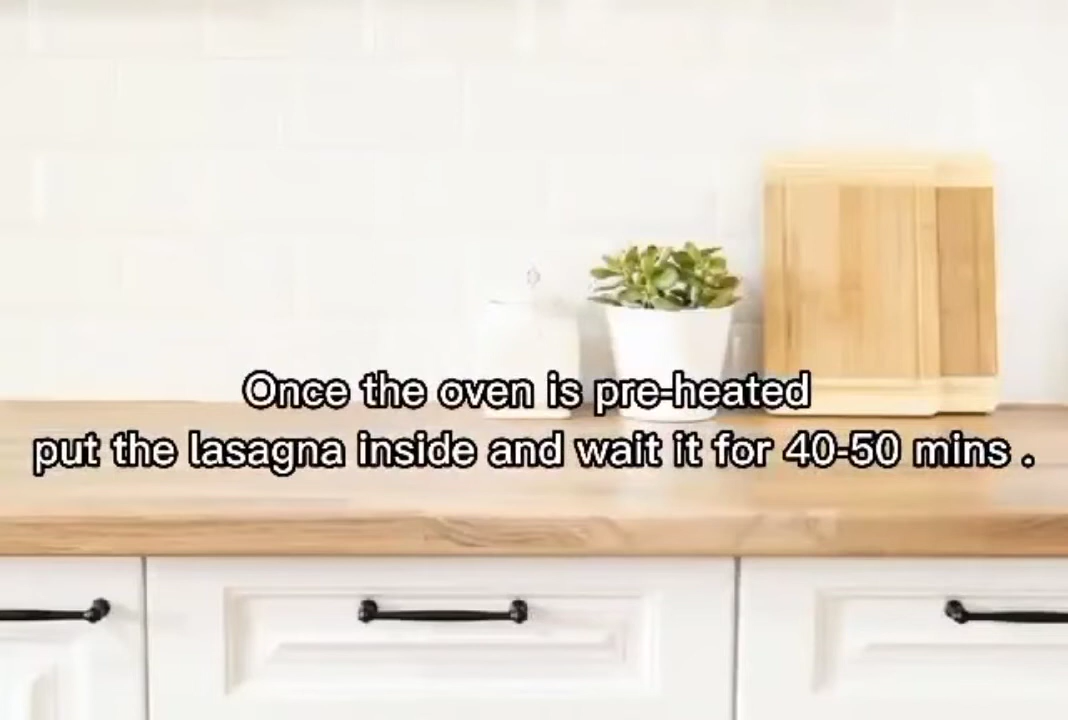 Once the oven is pre-heated
put the lasagna inside and wait it for 40-50 mins .